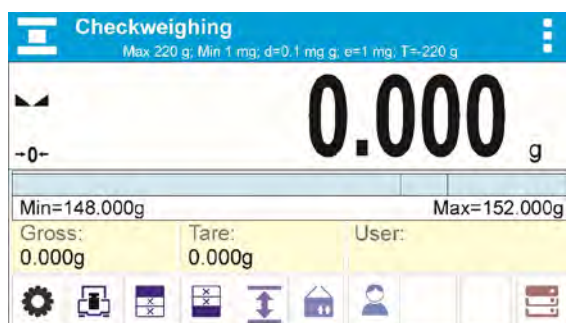 Checkweighing
Max 220 g; Min 1 mg; d=0.1 mg g; e=1 mg; T=-220 g
0.000 g
→0←
Min=148.000g Max=152.000g
Gross: Tare: User:
0.000g 0.000g